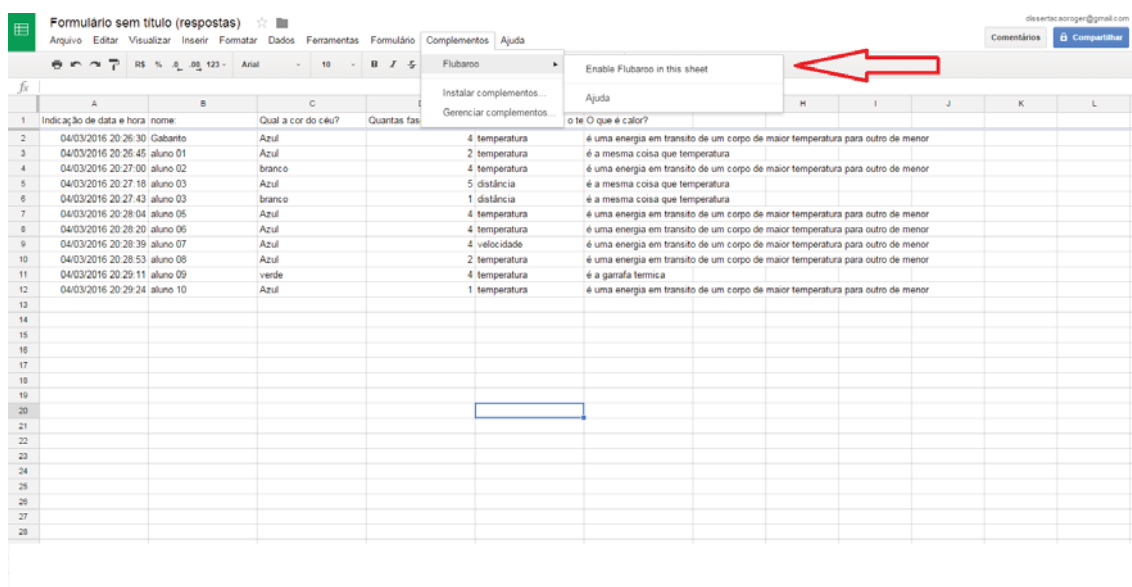 Formulário sem título (respostas)
dissertacaoroger@gmail.com
Arquivo Editar Visualizar Inserir Formatar Dados Ferramentas Formulário Complementos Ajuda
Comentários Compartilhar
R$ % .0 .00 123 Arial 10 B I S
Flubaroo
Enable Flubaroo in this sheet
Ajuda
Instalar complementos...
Gerenciar complementos...
fx
A B C H I J K L
1 Indicação de data e hora nome: Qual a cor do céu? Quantas fas o te O que é calor?
2 04/03/2016 20:26:30 Gabarito Azul 4 temperatura é uma energia em transito de um corpo de maior temperatura para outro de menor
3 04/03/2016 20:26:45 aluno 01 Azul 2 temperatura é a mesma coisa que temperatura
4 04/03/2016 20:27:00 aluno 02 branco 4 temperatura é uma energia em transito de um corpo de maior temperatura para outro de menor
5 04/03/2016 20:27:18 aluno 03 Azul 5 distância é a mesma coisa que temperatura
6 04/03/2016 20:27:43 aluno 03 branco 1 distância é a mesma coisa que temperatura
7 04/03/2016 20:28:04 aluno 05 Azul 4 temperatura é uma energia em transito de um corpo de maior temperatura para outro de menor
8 04/03/2016 20:28:20 aluno 06 Azul 4 temperatura é uma energia em transito de um corpo de maior temperatura para outro de menor
9 04/03/2016 20:28:39 aluno 07 Azul 4 velocidade é uma energia em transito de um corpo de maior temperatura para outro de menor
10 04/03/2016 20:28:53 aluno 08 Azul 2 temperatura é uma energia em transito de um corpo de maior temperatura para outro de menor
11 04/03/2016 20:29:11 aluno 09 verde 4 temperatura é a garrafa termica
12 04/03/2016 20:29:24 aluno 10 Azul 1 temperatura é uma energia em transito de um corpo de maior temperatura para outro de menor
13
14
15
16
17
18
19
20
21
22
23
24
25
26
27
28